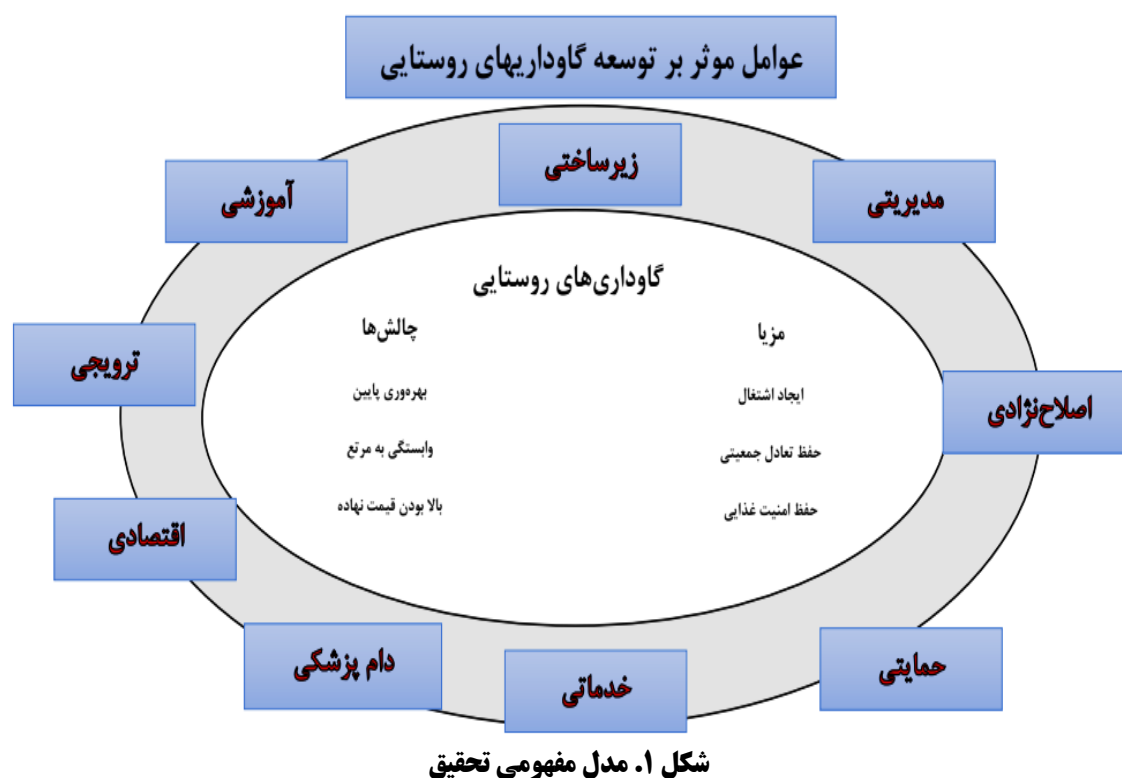 عوامل موثر بر توسعه گاوداریهای روستایی
زیرساختی
مدیریتی
آموزشی
گاوداری‌های روستایی
مزیا
چالش‌ها
ایجاد اشتغال
بهره‌وری پایین
حفظ تعادل جمعیتی
وابستگی به مرتع
حفظ امنیت غذایی
بالا بودن قیمت نهاده
اصلاح‌نژادی
ترویجی
اقتصادی
حمایتی
خدماتی
دام پزشکی
شکل ۱. مدل مفهومی تحقیق